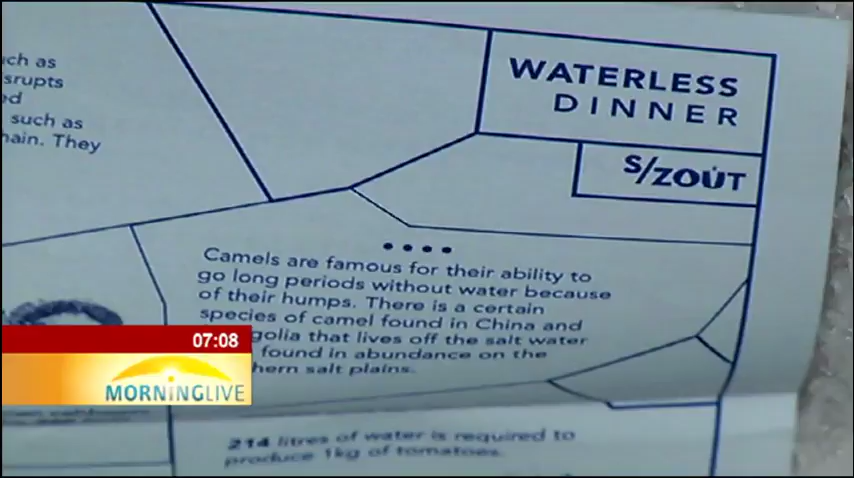 ch as
srupts
ed
such as
hain. They
WATERLESS
DINNER
S/ZOÚT
Camels are famous for their ability to
go long periods without water because
of their humps. There is a certain
species of camel found in China and
golia that lives off the salt water
found in abundance on the
hern salt plains.
07:08
MORNINGLIVE
214 litres of water is required to
produce 1kg of tomatoes.